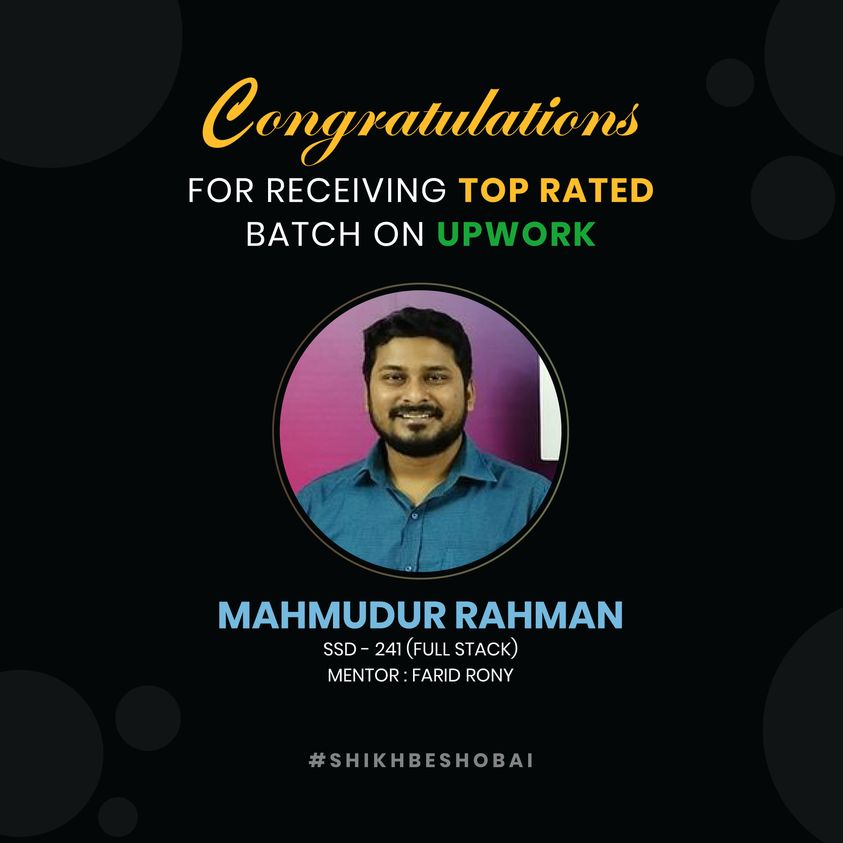 Congratulations
FOR RECEIVING TOP RATED
BATCH ON UPWORK
MAHMUDUR RAHMAN
SSD - 241 (FULL STACK)
MENTOR : FARID RONY
#SHIKHBESHOBAI